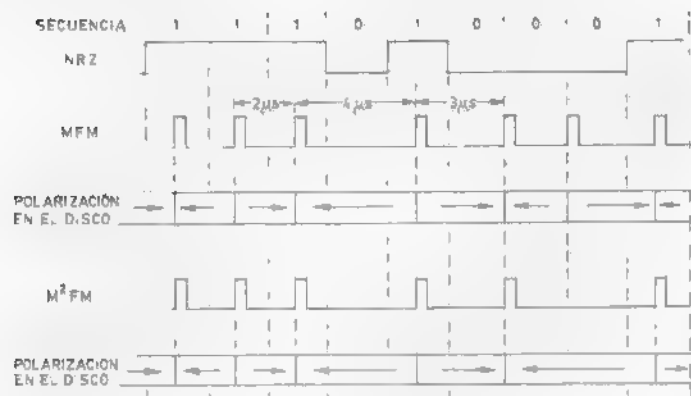 SECUENCIA 1 1 1 0 1 0 0 0 1
NRZ
2µs 4µs 3µs
MFM
POLARIZACIÓN
EN EL DISCO
M²FM
POLARIZACION
EN EL DISCO